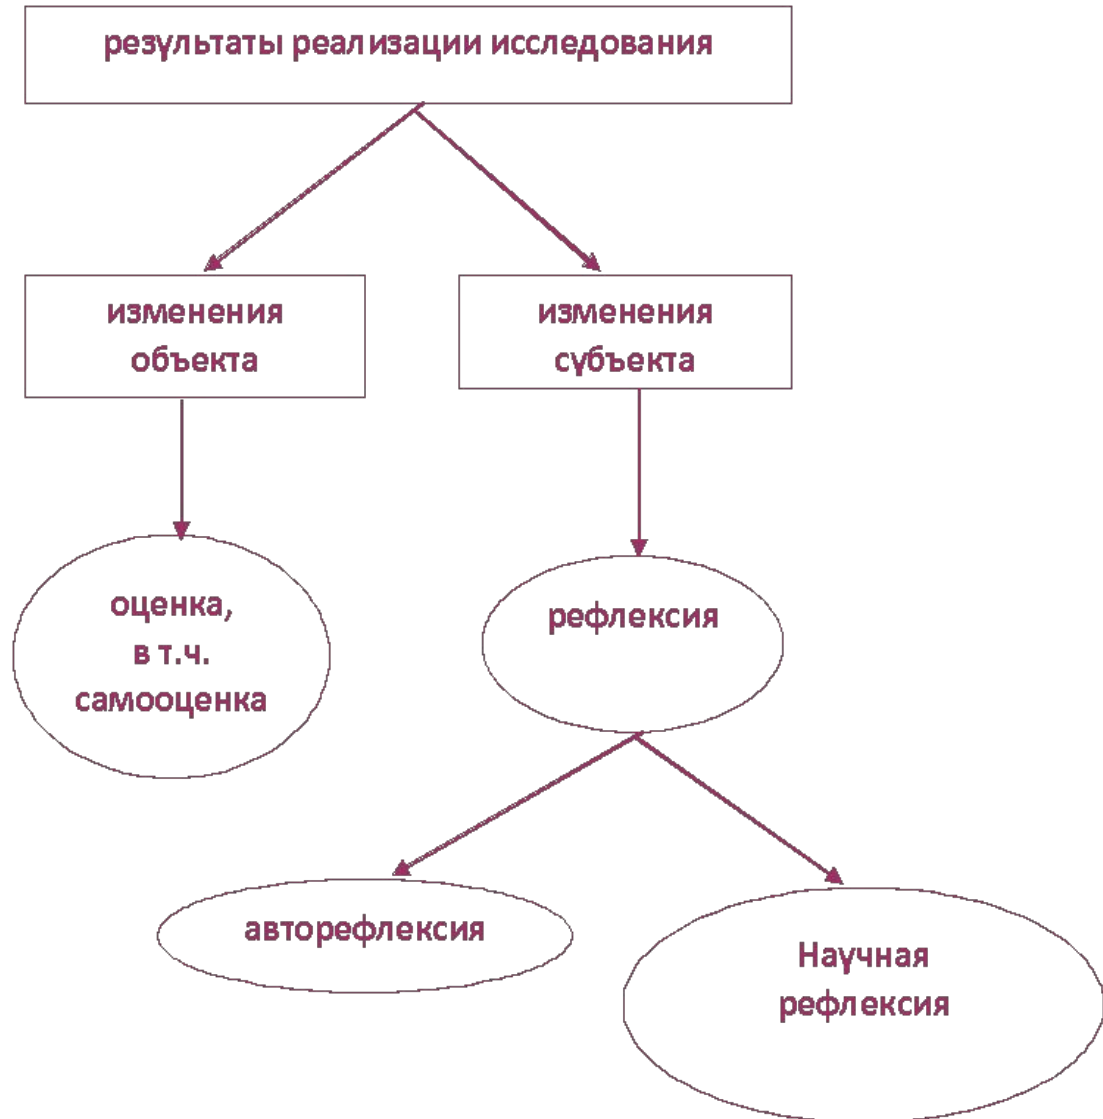 результаты реализации исследования
изменения
объекта
изменения
субъекта
оценка,
в т.ч.
самооценка
рефлексия
авторефлексия
Научная
рефлексия